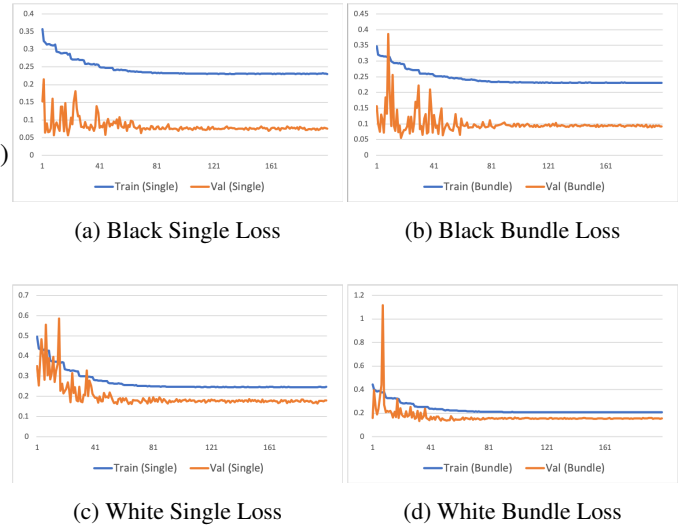 0.4
0.35
0.3
0.25
0.2
0.15
0.1
0.05
0
1 41 81 121 161
Train (Single) Val (Single)
)
(a) Black Single Loss
0.45
0.4
0.35
0.3
0.25
0.2
0.15
0.1
0.05
0
1 41 81 121 161
Train (Bundle) Val (Bundle)
(b) Black Bundle Loss
0.7
0.6
0.5
0.4
0.3
0.2
0.1
0
1 41 81 121 161
Train (Single) Val (Single)
(c) White Single Loss
1.2
1
0.8
0.6
0.4
0.2
0
1 41 81 121 161
Train (Bundle) Val (Bundle)
(d) White Bundle Loss